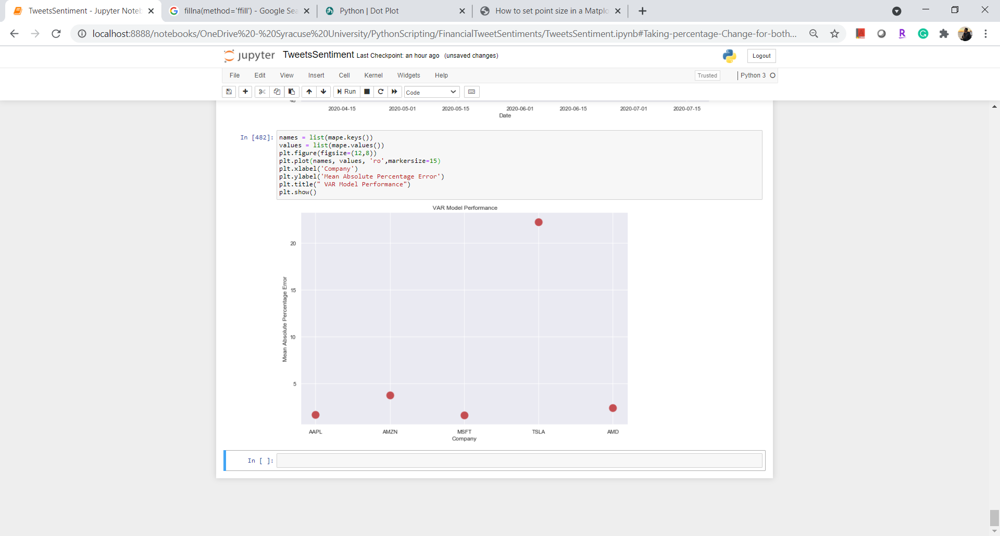 TweetsSentiment - Jupyter Noteb
fillna(method='ffill') - Google Sea
Python | Dot Plot
How to set point size in a Matplo
localhost:8888/notebooks/OneDrive%20-%20Syracuse%20University/PythonScripting/FinancialTweetSentiments/TweetsSentiment.ipynb#Taking-percentage-Change-for-both...
jupyter TweetsSentiment Last Checkpoint: an hour ago (unsaved changes)
Logout
File Edit View Insert Cell Kernel Widgets Help
Trusted
Python 3
Run
Code
2020-04-15 2020-05-01 2020-05-15 2020-06-01 2020-06-15 2020-07-01 2020-07-15
Date
In [482]:
names = list(mape.keys())
values = list(mape.values())
plt.figure(figsize=(12,8))
plt.plot(names, values, 'ro',markersize=15)
plt.xlabel('Company')
plt.ylabel('Mean Absolute Percentage Error')
plt.title(" VAR Model Performance")
plt.show()
VAR Model Performance
Mean Absolute Percentage Error
20
15
10
5
AAPL AMZN MSFT TSLA AMD
Company
In [ ]: